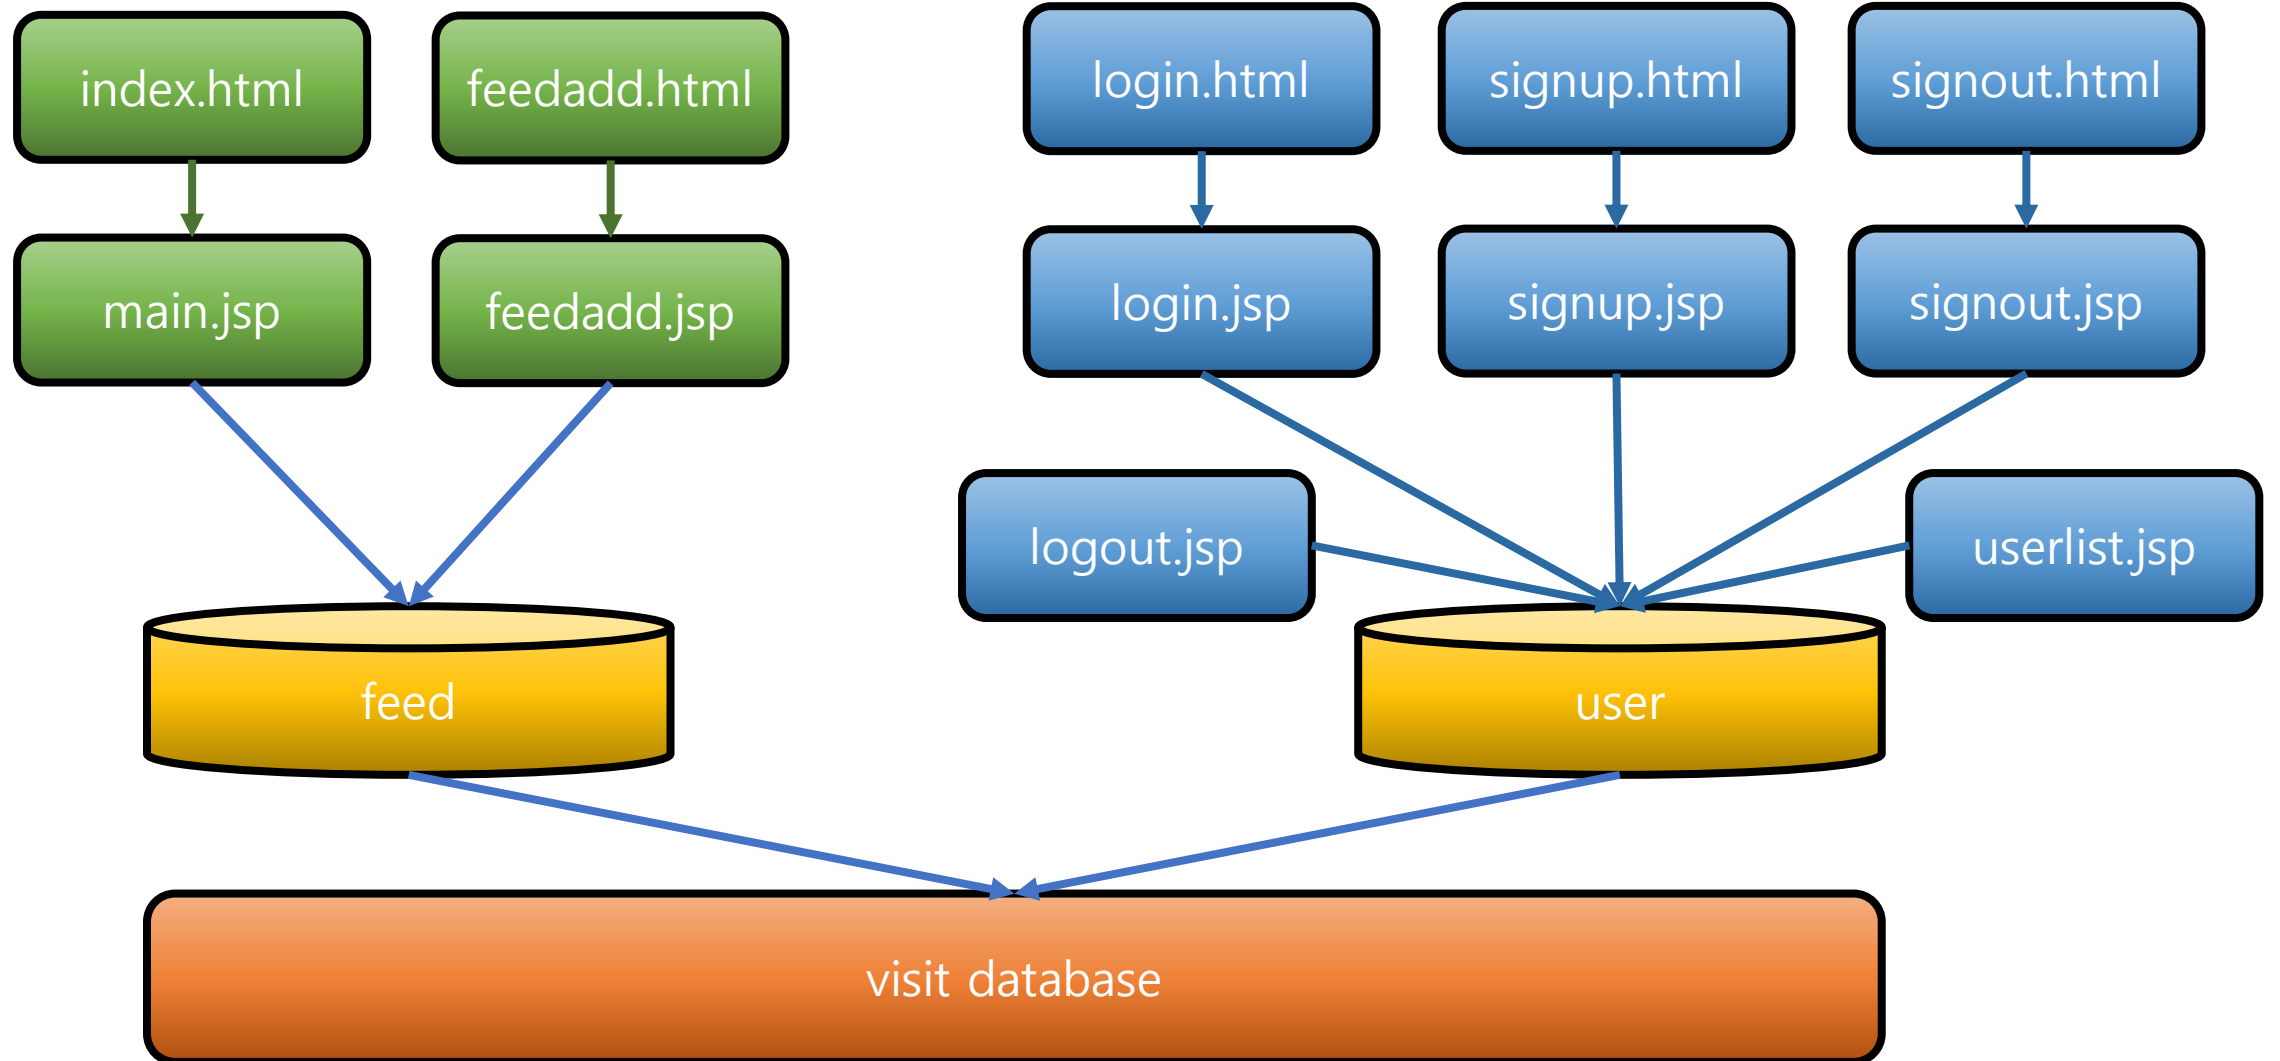 index.html
feedadd.html
login.html
signup.html
signout.html
main.jsp
feedadd.jsp
login.jsp
signup.jsp
signout.jsp
logout.jsp
userlist.jsp
feed
user
visit database